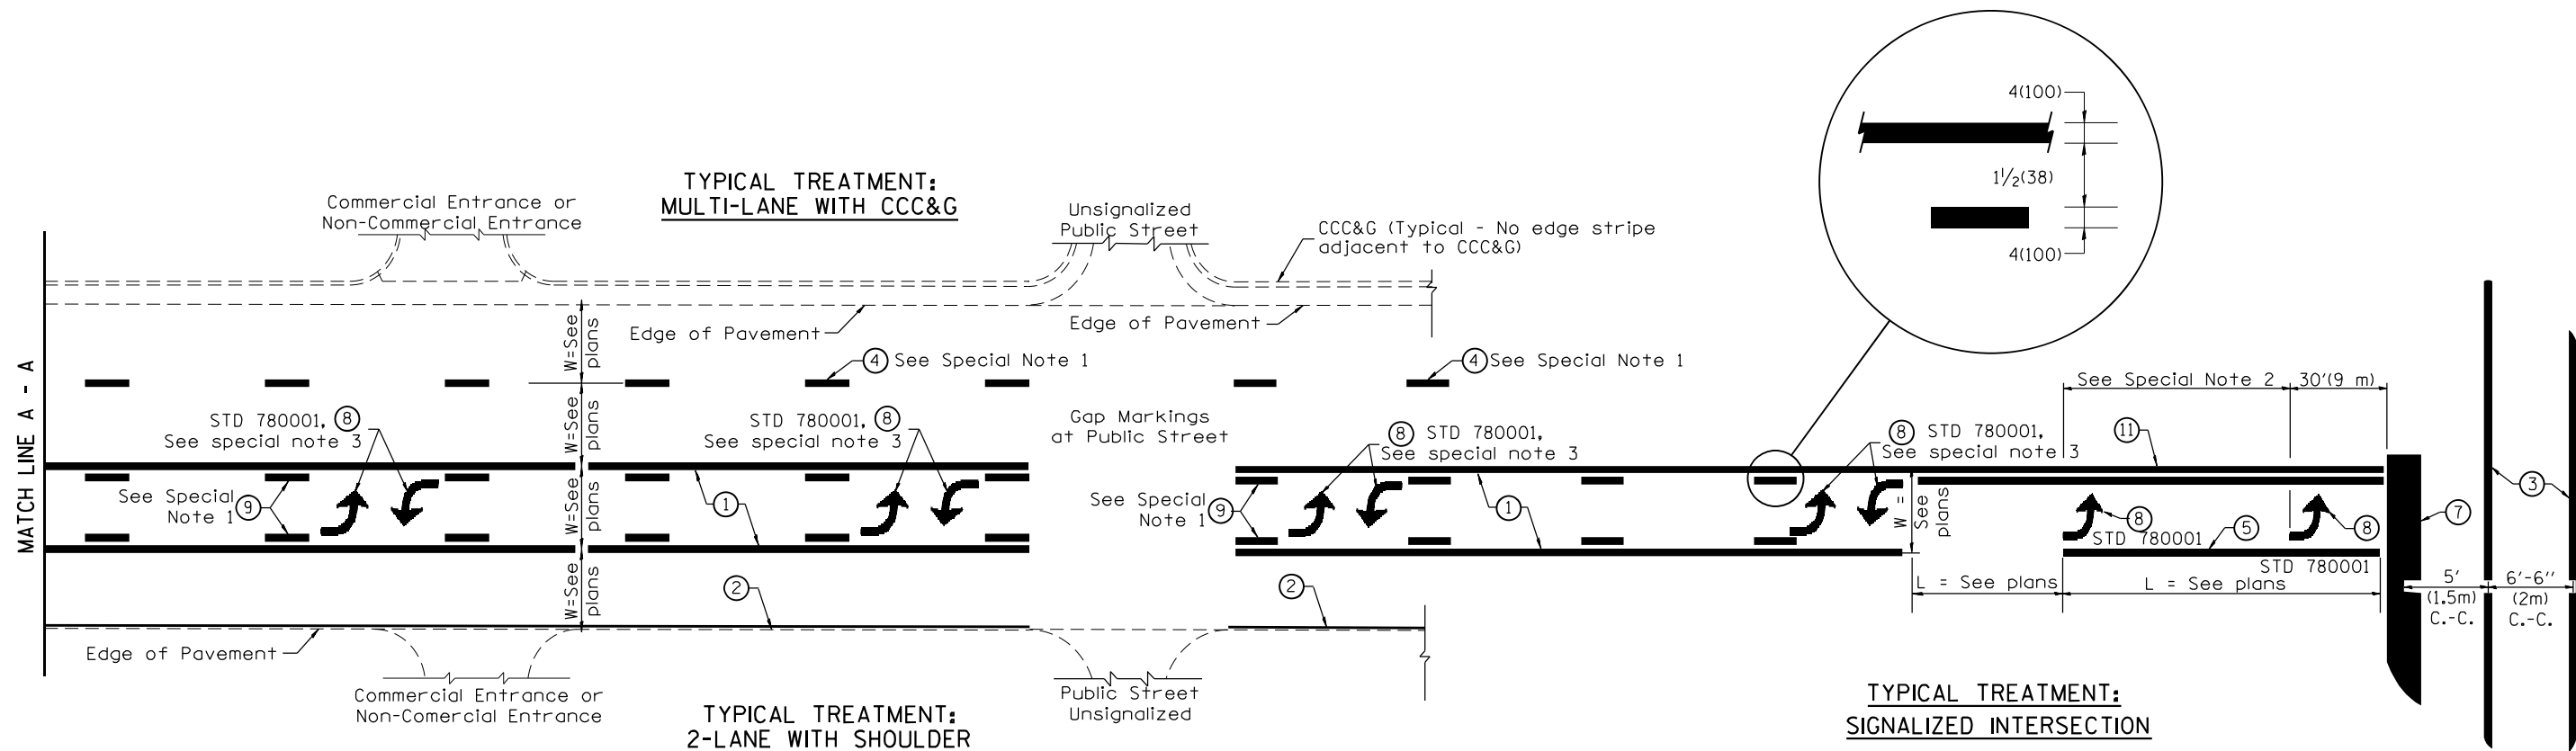 TYPICAL TREATMENT:
MULTI-LANE WITH CCC&G
Commercial Entrance or
Non-Commercial Entrance
Unsignalized
Public Street
CCC&G (Typical - No edge stripe
adjacent to CCC&G)
4(100)
1½(38)
4(100)
MATCH LINE A - A
Edge of Pavement
Edge of Pavement
W=See
plans
W=See
plans
W=See
plans
W=See
plans
4 See Special Note 1
4 See Special Note 1
STD 780001, 8
See special note 3
STD 780001, 8
See special note 3
Gap Markings
at Public Street
8 STD 780001,
See special note 3
8 STD 780001,
See special note 3
See Special Note 2
30'(9 m)
11
3
See Special
Note 1 9
1
See Special
Note 1 9
1
W =
See
plans
8
STD 780001
5
8
STD 780001
7
L = See plans
L = See plans
5'
(1.5m)
C.-C.
6'-6"
(2m)
C.-C.
2
2
Edge of Pavement
Commercial Entrance or
Non-Comercial Entrance
Public Street
Unsignalized
TYPICAL TREATMENT:
2-LANE WITH SHOULDER
TYPICAL TREATMENT:
SIGNALIZED INTERSECTION